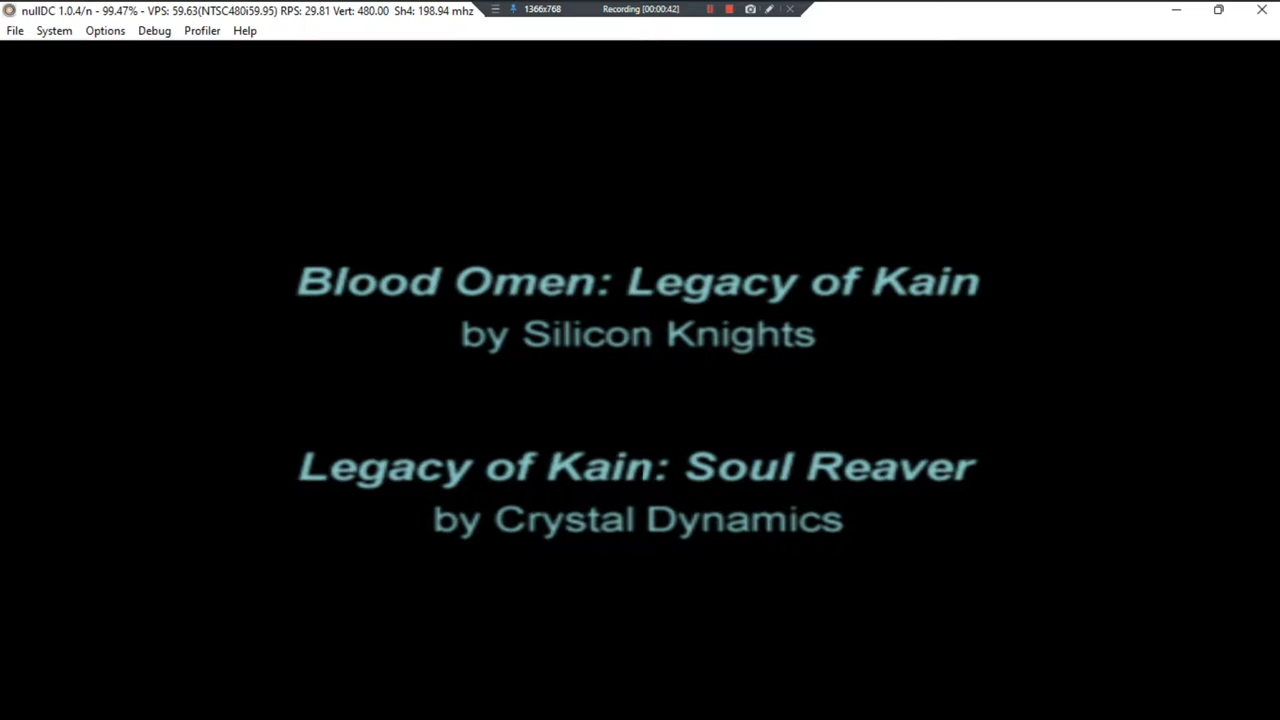 nullDC 1.0.4/n - 99.47% - VPS: 59.63(NTSC480i59.95) RPS: 29.81 Vert: 480.00 Sh4: 198.94 mhz
1366x768
Recording [00:00:42]
File System Options Debug Profiler Help
Blood Omen: Legacy of Kain
by Silicon Knights
Legacy of Kain: Soul Reaver
by Crystal Dynamics